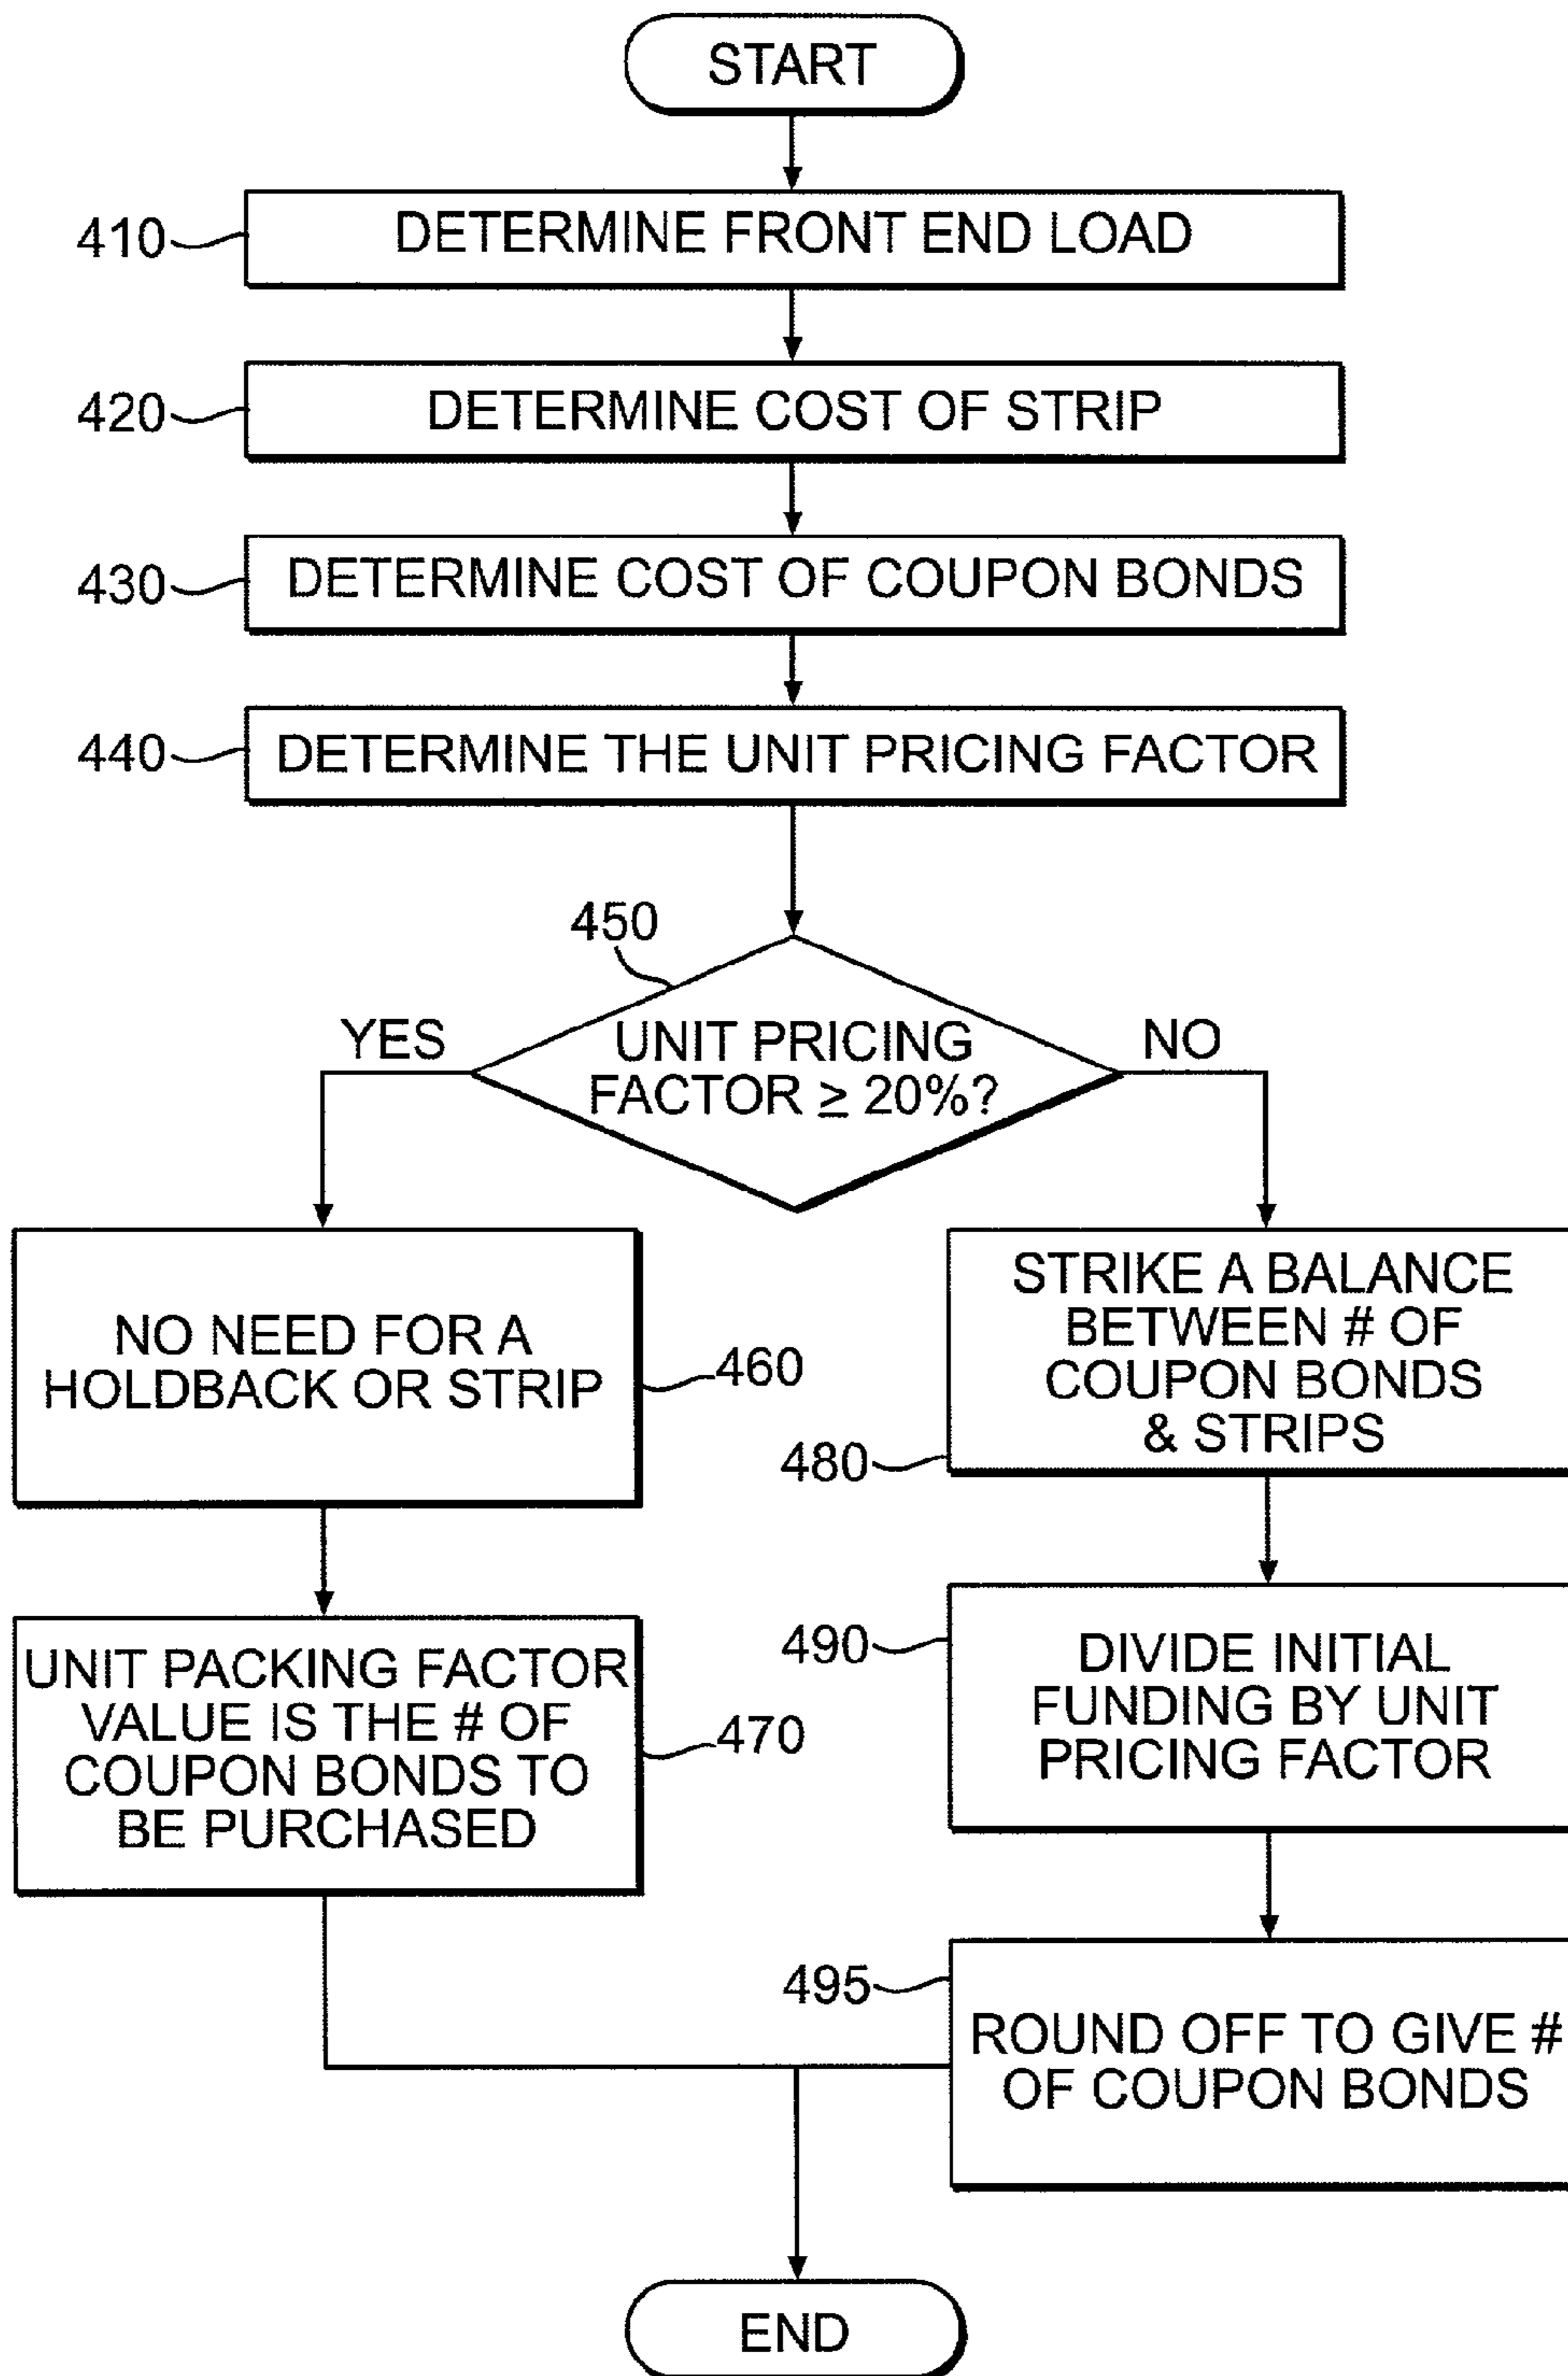 START
410
DETERMINE FRONT END LOAD
420
DETERMINE COST OF STRIP
430
DETERMINE COST OF COUPON BONDS
440
DETERMINE THE UNIT PRICING FACTOR
450
YES
UNIT PRICING
FACTOR ≥ 20%?
NO
NO NEED FOR A
HOLDBACK OR STRIP
460
STRIKE A BALANCE
BETWEEN # OF
COUPON BONDS
& STRIPS
480
UNIT PACKING FACTOR
VALUE IS THE # OF
COUPON BONDS TO
BE PURCHASED
470
490
DIVIDE INITIAL
FUNDING BY UNIT
PRICING FACTOR
495
ROUND OFF TO GIVE #
OF COUPON BONDS
END